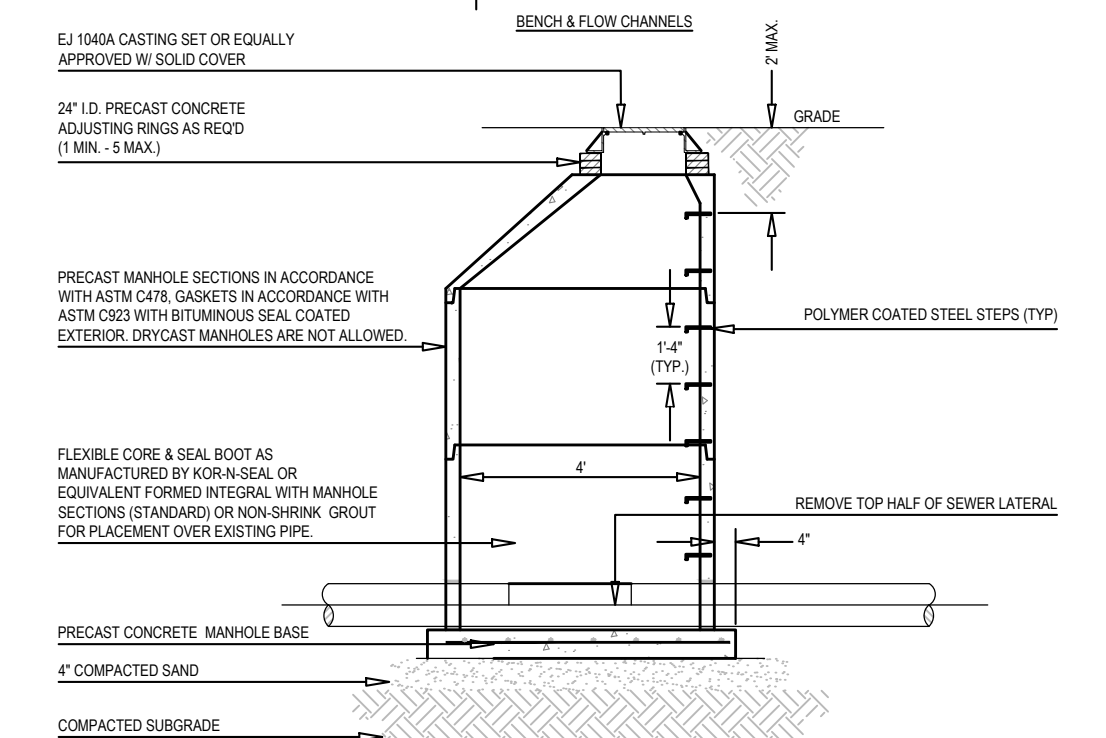 BENCH & FLOW CHANNELS
EJ 1040A CASTING SET OR EQUALLY
APPROVED W/ SOLID COVER
2' MAX.
24" I.D. PRECAST CONCRETE
ADJUSTING RINGS AS REQ'D
(1 MIN. - 5 MAX.)
GRADE
PRECAST MANHOLE SECTIONS IN ACCORDANCE
WITH ASTM C478, GASKETS IN ACCORDANCE WITH
ASTM C923 WITH BITUMINOUS SEAL COATED
EXTERIOR. DRYCAST MANHOLES ARE NOT ALLOWED.
POLYMER COATED STEEL STEPS (TYP)
1'-4"
(TYP.)
FLEXIBLE CORE & SEAL BOOT AS
MANUFACTURED BY KOR-N-SEAL OR
EQUIVALENT FORMED INTEGRAL WITH MANHOLE
SECTIONS (STANDARD) OR NON-SHRINK GROUT
FOR PLACEMENT OVER EXISTING PIPE.
4'
REMOVE TOP HALF OF SEWER LATERAL
4"
PRECAST CONCRETE MANHOLE BASE
4" COMPACTED SAND
COMPACTED SUBGRADE